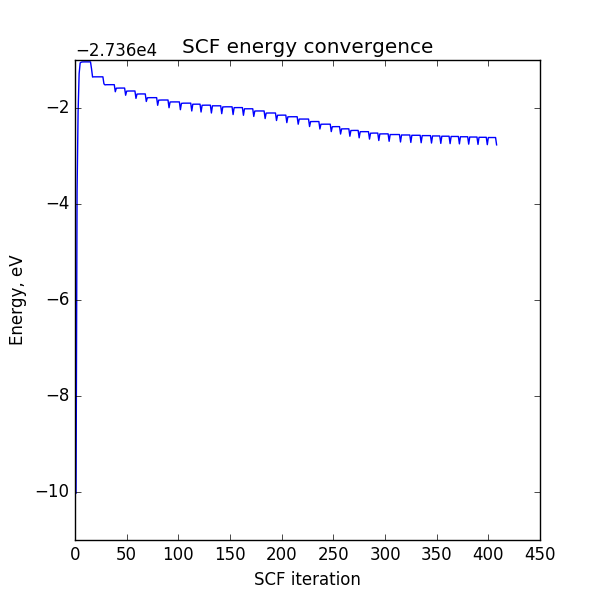 SCF energy convergence
−2.736e4
−2
−4
−6
−8
−10
Energy, eV
0 50 100 150 200 250 300 350 400 450
SCF iteration